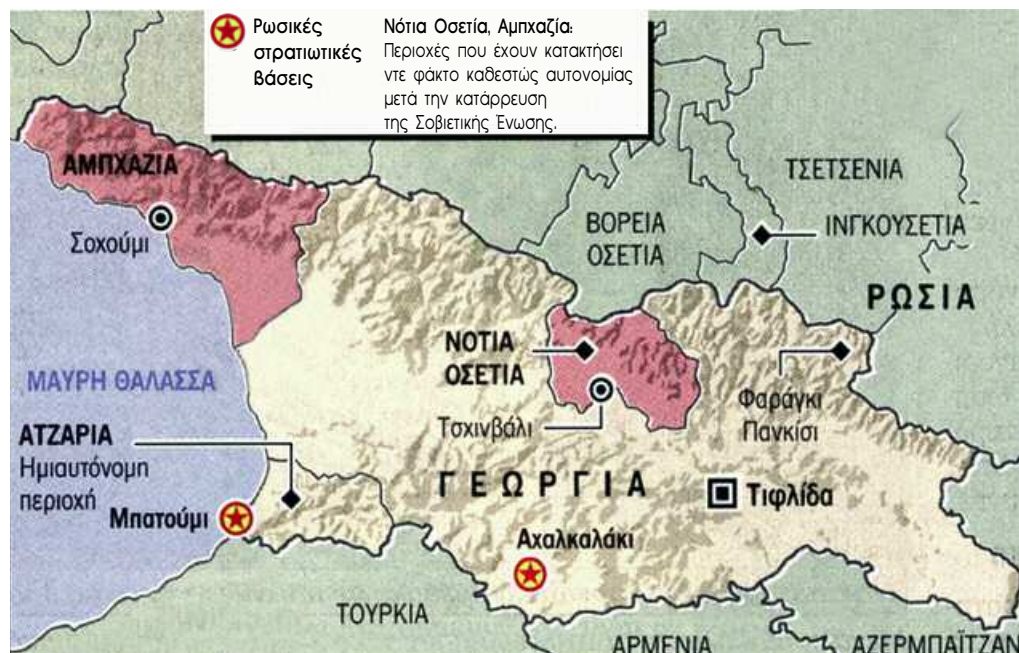 Ρωσικές
στρατιωτικές
βάσεις
Νότια Οσετία, Αμπχαζία:
Περιοχές που έχουν κατακτήσει
ντε φάκτο καθεστώς αυτονομίας
μετά την κατάρρευση
της Σοβιετικής Ένωσης.
ΑΜΠΧΑΖΙΑ
Σοχούμι
ΤΣΕΤΣΕΝΙΑ
ΒΟΡΕΙΑ
ΟΣΕΤΙΑ
ΙΝΓΚΟΥΣΕΤΙΑ
ΡΩΣΙΑ
ΝΟΤΙΑ
ΟΣΕΤΙΑ
ΜΑΥΡΗ ΘΑΛΑΣΣΑ
Τσχινβάλι
Φαράγκι
Πανκίσι
ΑΤΖΑΡΙΑ
Ημιαυτόνομη
περιοχή
ΓΕΩΡΓΙΑ
Τιφλίδα
Μπατούμι
Αχαλκαλάκι
ΤΟΥΡΚΙΑ
ΑΡΜΕΝΙΑ
ΑΖΕΡΜΠΑΪΤΖΑΝ